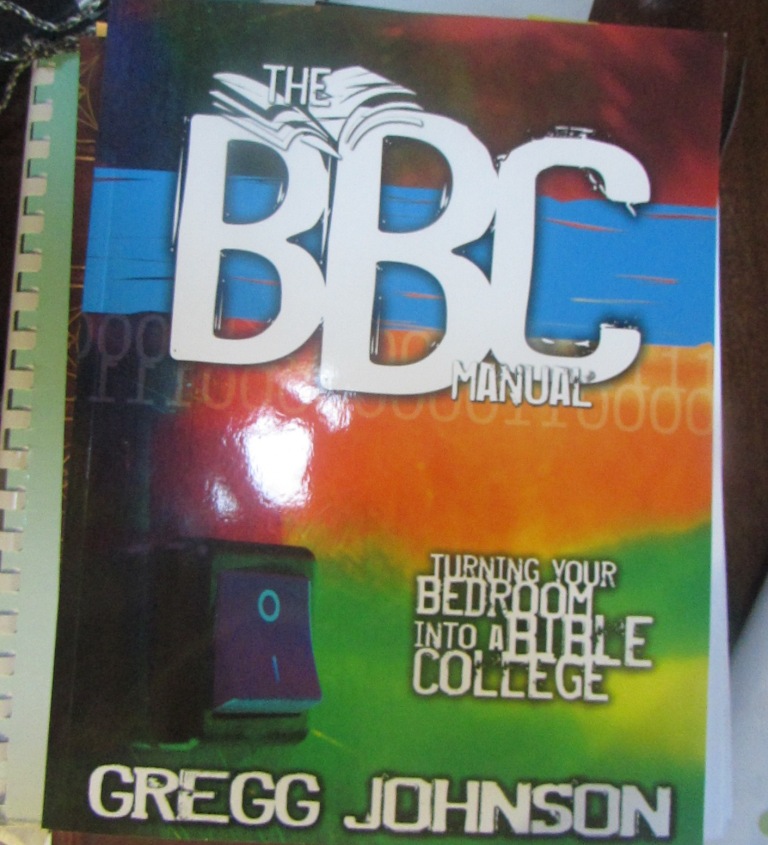 THE
BBC
MANUAL
TURNING YOUR
BEDROOM
INTO A BIBLE
COLLEGE
GREGG JOHNSON